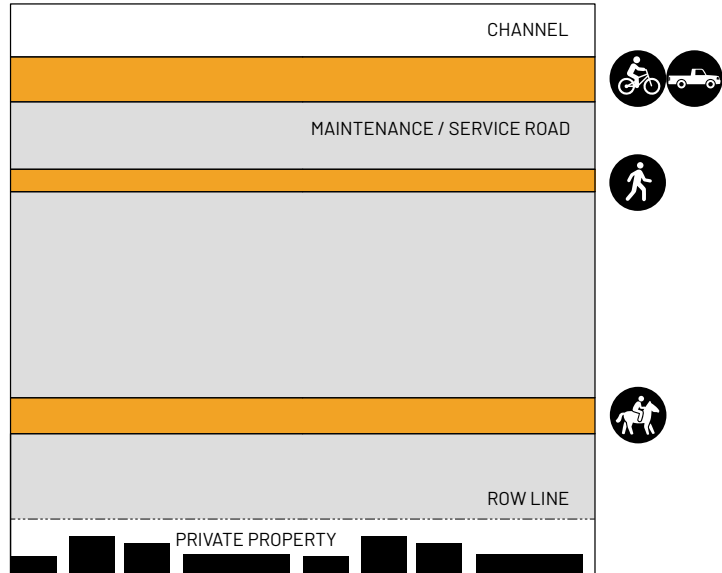 CHANNEL
MAINTENANCE / SERVICE ROAD
ROW LINE
PRIVATE PROPERTY